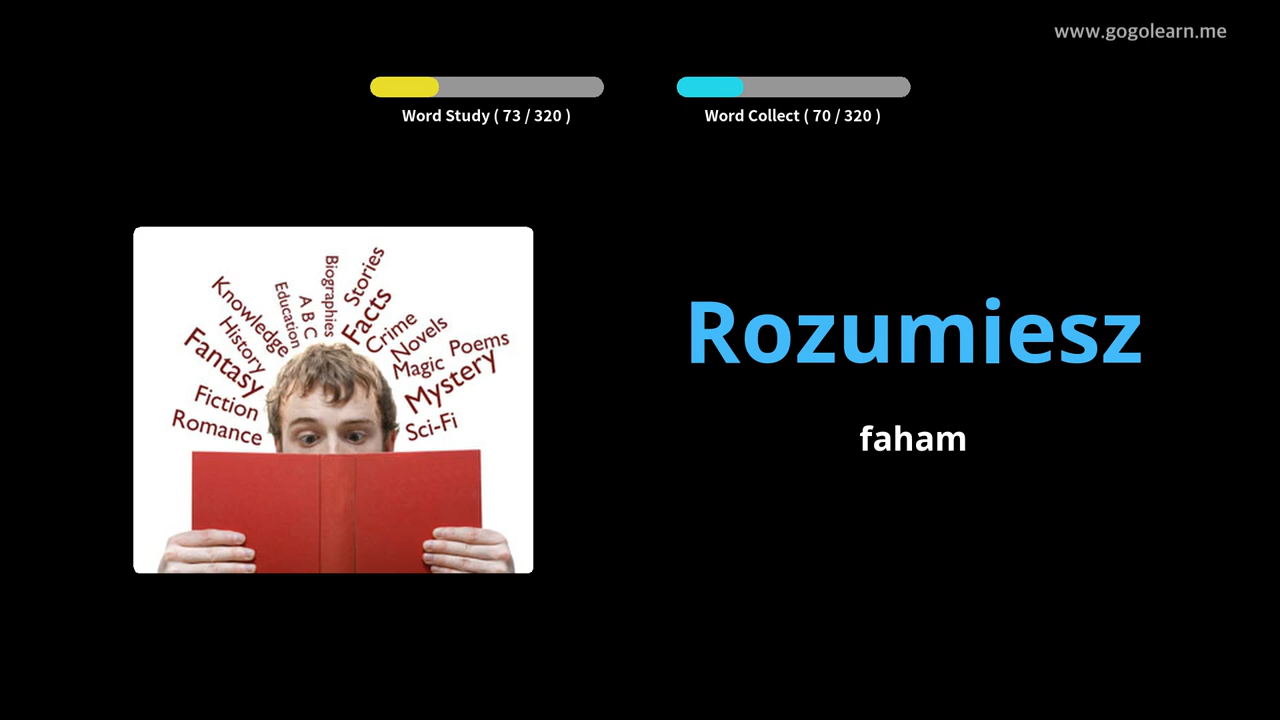 www.gogolearn.me
Word Study ( 73 / 320 )
Word Collect ( 70 / 320 )
Rozumiesz
faham
Knowledge
Education
A B C
Biographies
Stories
Facts
Crime
Novels
Poems
History
Fantasy
Magic
Mystery
Fiction
Romance
Sci-Fi